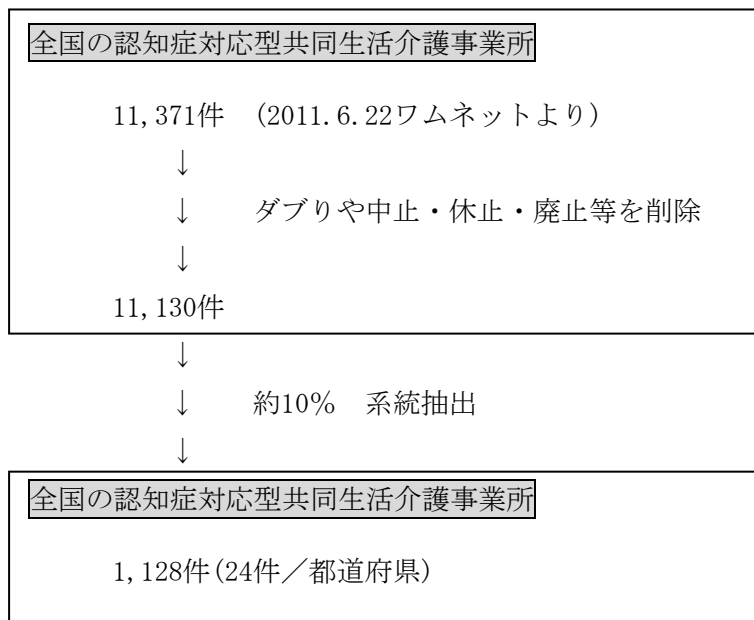 全国の認知症対応型共同生活介護事業所
11,371件 (2011.6.22ワムネットより)
↓
↓ ダブりや中止・休止・廃止等を削除
↓
11,130件
↓
↓ 約10% 系統抽出
↓
全国の認知症対応型共同生活介護事業所
1,128件(24件/都道府県)